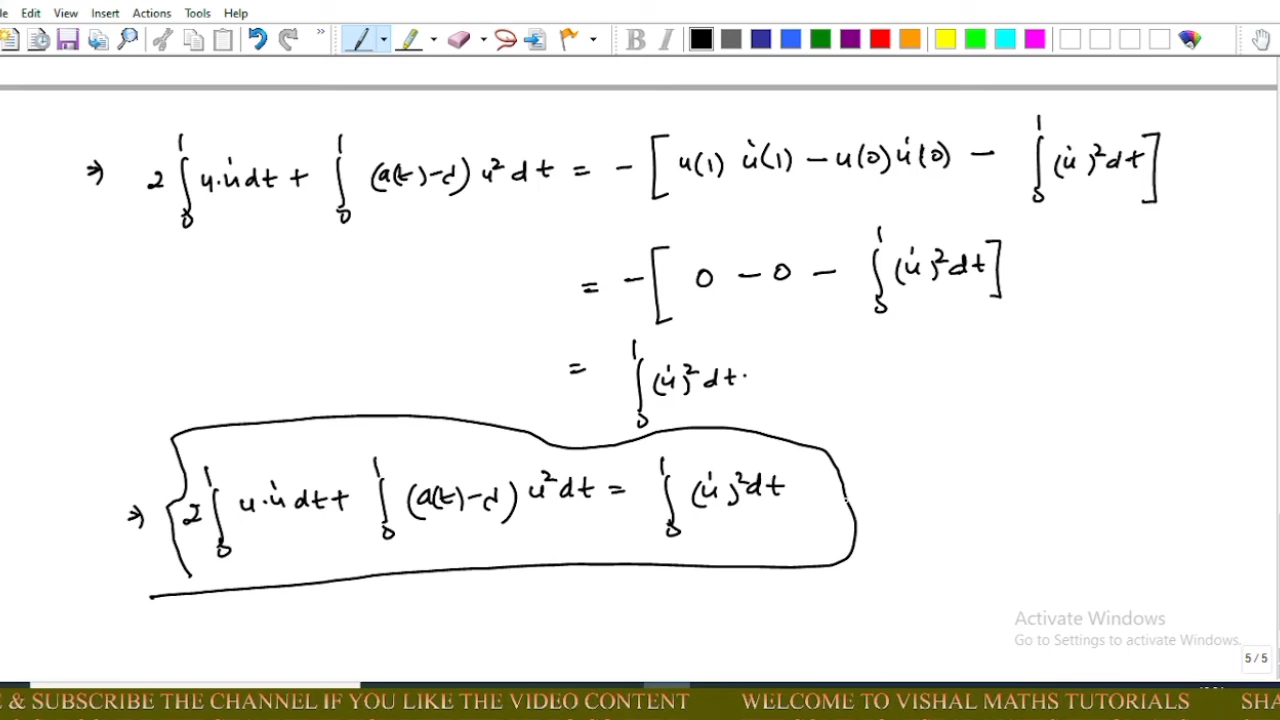 Edit View Insert Actions Tools Help
⇒ 2∫₀¹ u·u̇ dt + ∫₀¹ (a(t)-λ) u² dt = - [ u(1) u̇(1) - u(0) u̇(0) - ∫₀¹ (u̇)² dt ]
= - [ 0 - 0 - ∫₀¹ (u̇)² dt ]
= ∫₀¹ (u̇)² dt.
⇒ 2∫₀¹ u·u̇ dt + ∫₀¹ (a(t)-λ) u² dt = ∫₀¹ (u̇)² dt
Activate Windows
Go to Settings to activate Windows.
5/5
& SUBSCRIBE THE CHANNEL IF YOU LIKE THE VIDEO CONTENT WELCOME TO VISHAL MATHS TUTORIALS SHA